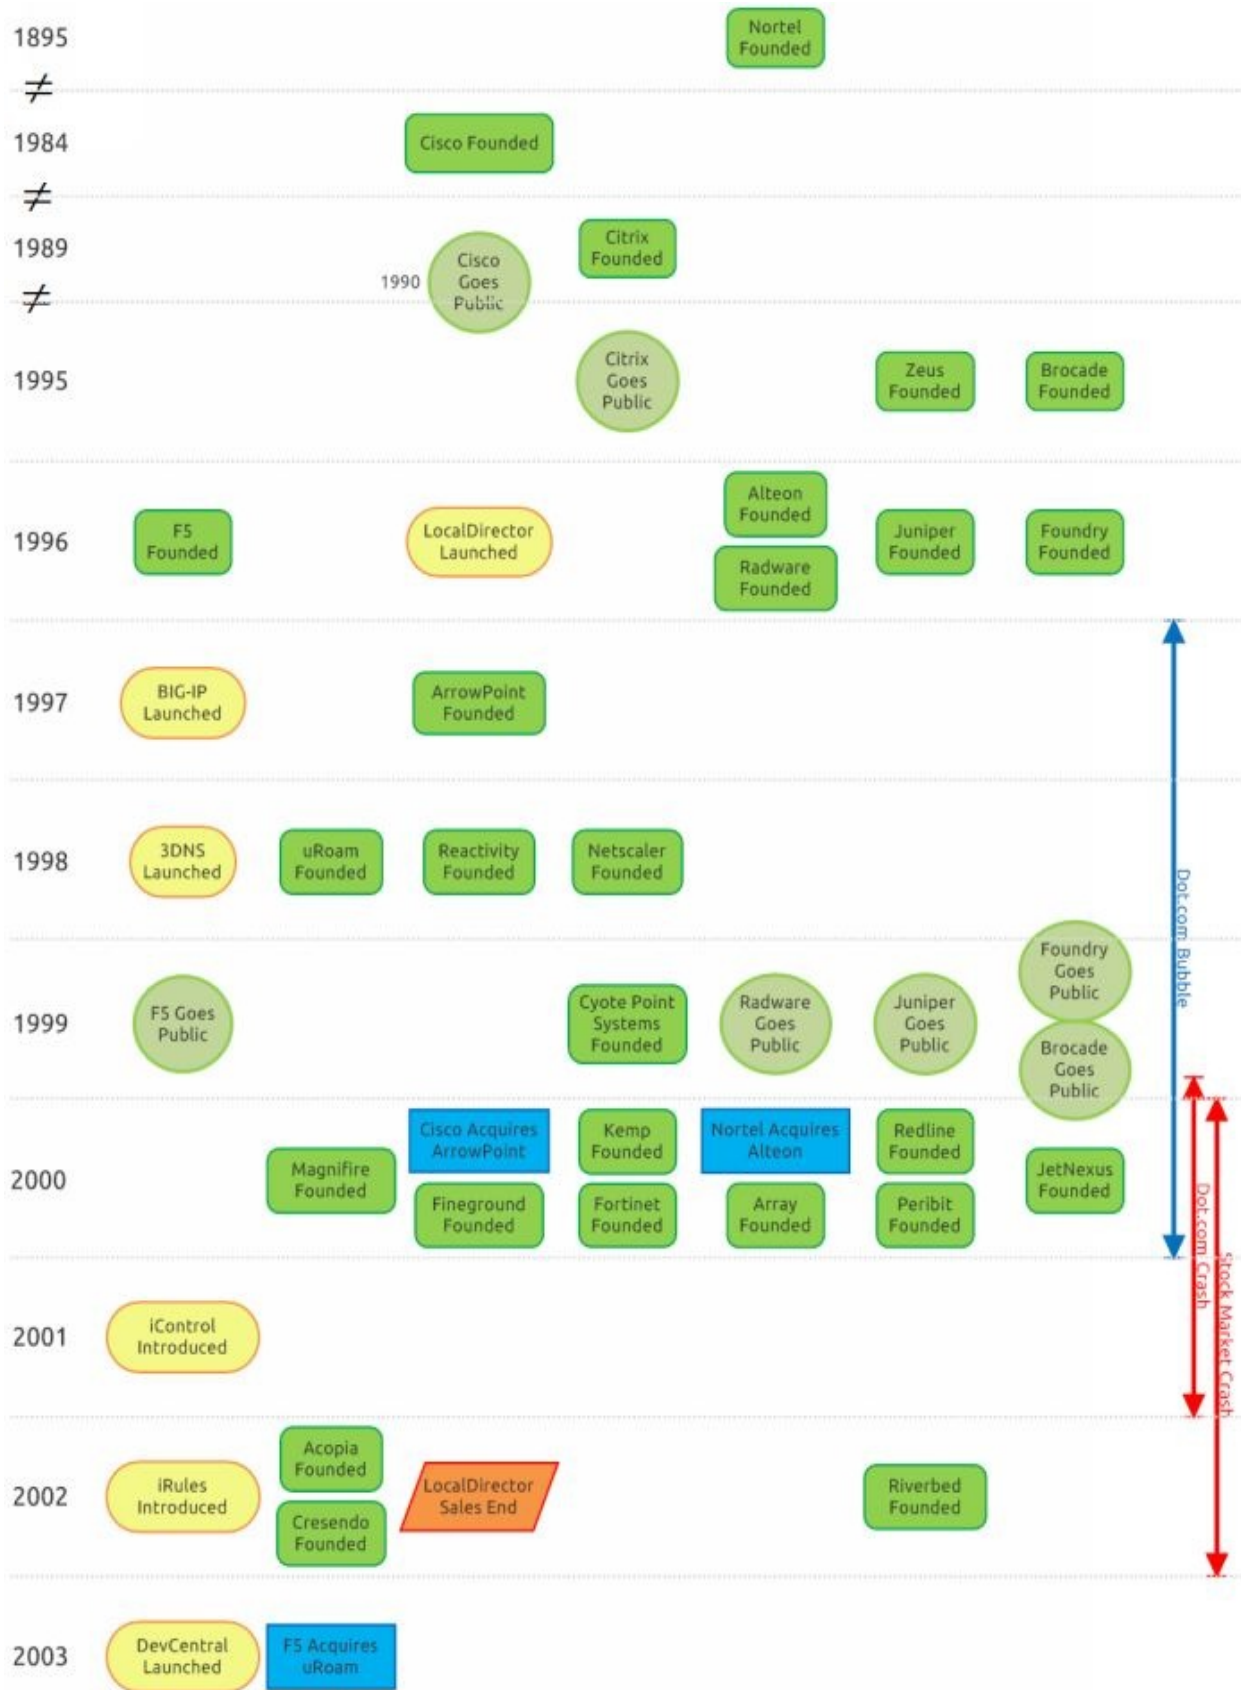 1895
Nortel
Founded
≠
1984
Cisco Founded
≠
1989
Citrix
Founded
1990
Cisco
Goes
Public
≠
1995
Citrix
Goes
Public
Zeus
Founded
Brocade
Founded
1996
F5
Founded
LocalDirector
Launched
Alteon
Founded
Radware
Founded
Juniper
Founded
Foundry
Founded
1997
BIG-IP
Launched
ArrowPoint
Founded
1998
3DNS
Launched
uRoam
Founded
Reactivity
Founded
Netscaler
Founded
Dot.com Bubble
1999
F5 Goes
Public
Cyote Point
Systems
Founded
Radware
Goes
Public
Juniper
Goes
Public
Foundry
Goes
Public
Brocade
Goes
Public
2000
Magnifire
Founded
Cisco Acquires
ArrowPoint
Fineground
Founded
Kemp
Founded
Fortinet
Founded
Nortel Acquires
Alteon
Array
Founded
Redline
Founded
Peribit
Founded
JetNexus
Founded
Dot.com Crash
Stock Market Crash
2001
iControl
Introduced
2002
iRules
Introduced
Acopia
Founded
Cresendo
Founded
LocalDirector
Sales End
Riverbed
Founded
2003
DevCentral
Launched
F5 Acquires
uRoam